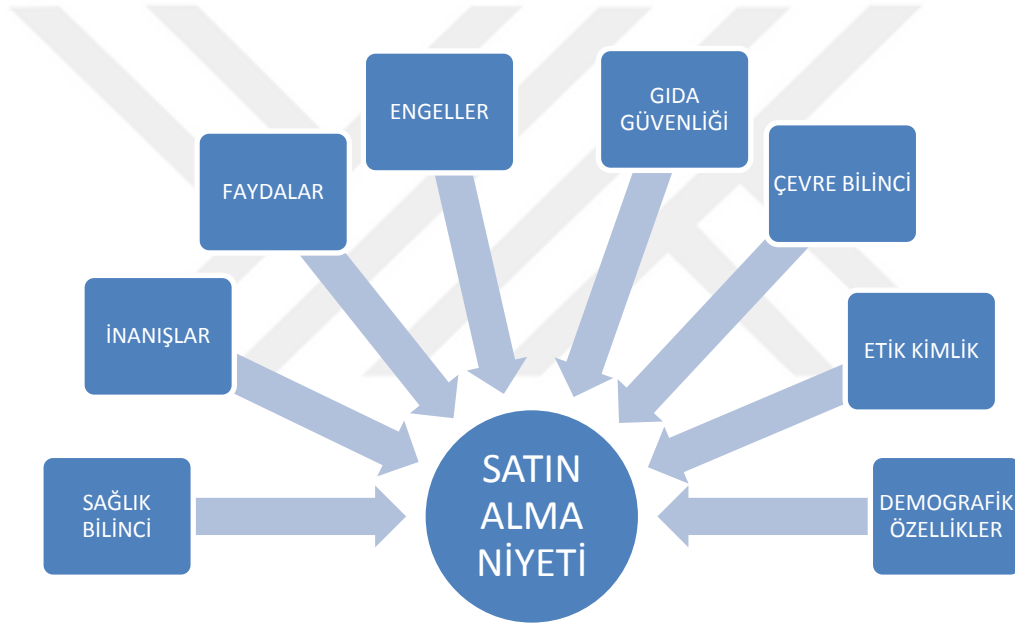 ENGELLER
GIDA
GÜVENLİĞİ
FAYDALAR
ÇEVRE BİLİNCİ
İNANIŞLAR
ETİK KİMLİK
SAĞLIK
BİLİNCİ
SATIN
ALMA
NİYETİ
DEMOGRAFİK
ÖZELLİKLER